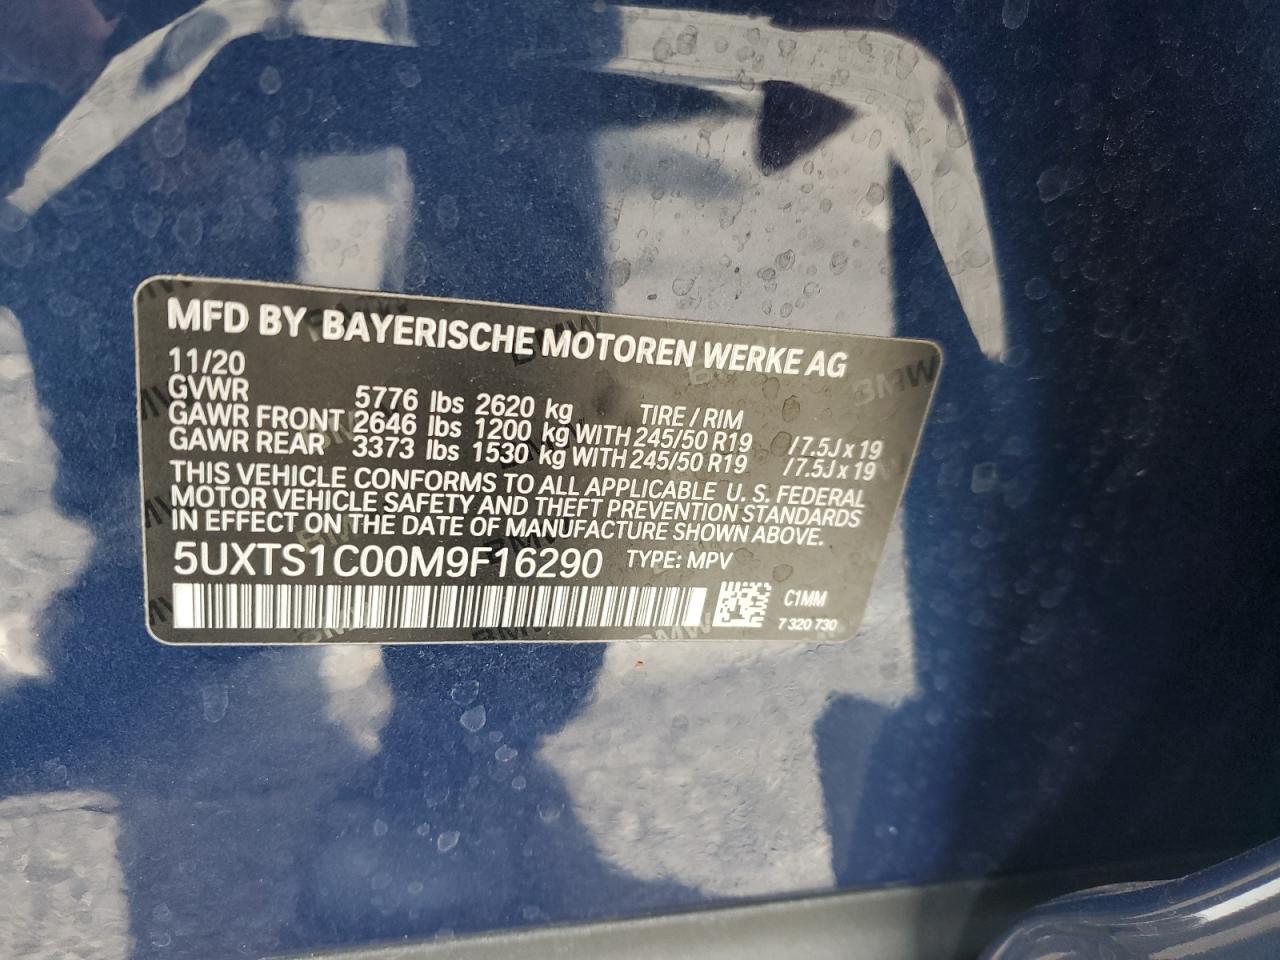 MFD BY BAYERISCHE MOTOREN WERKE AG
11/20
GVWR 5776 lbs 2620 kg TIRE / RIM
GAWR FRONT 2646 lbs 1200 kg WITH 245/50 R19 /7.5J x 19
GAWR REAR 3373 lbs 1530 kg WITH 245/50 R19 /7.5J x 19
THIS VEHICLE CONFORMS TO ALL APPLICABLE U. S. FEDERAL
MOTOR VEHICLE SAFETY AND THEFT PREVENTION STANDARDS
IN EFFECT ON THE DATE OF MANUFACTURE SHOWN ABOVE.
5UXTS1C00M9F16290 TYPE: MPV
C1MM
7 320 730